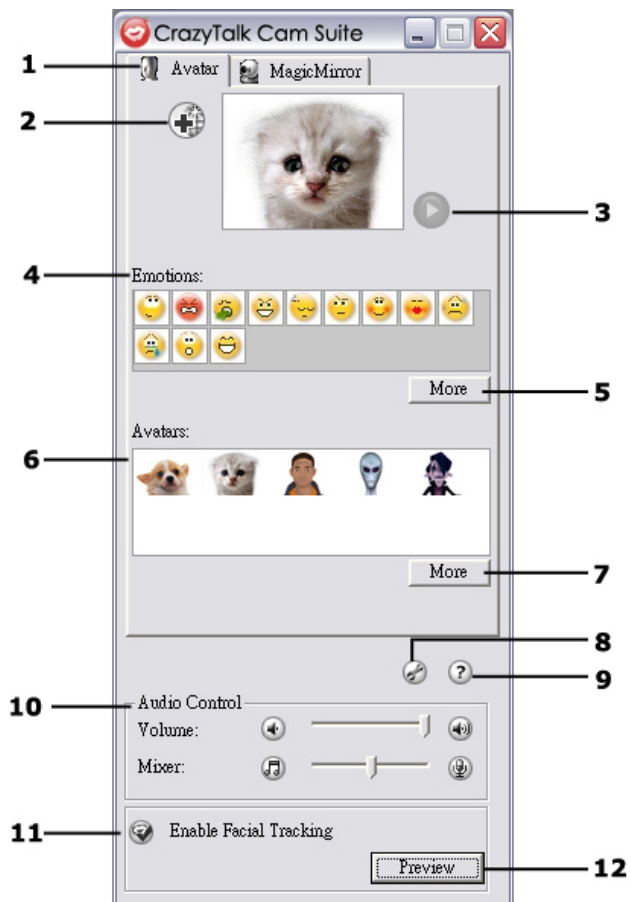 CrazyTalk Cam Suite
1
Avatar
MagicMirror
2
3
4
Emotions:
More
5
Avatars:
6
More
7
8
?
9
10
Audio Control
Volume:
Mixer:
11
Enable Facial Tracking
Preview
12